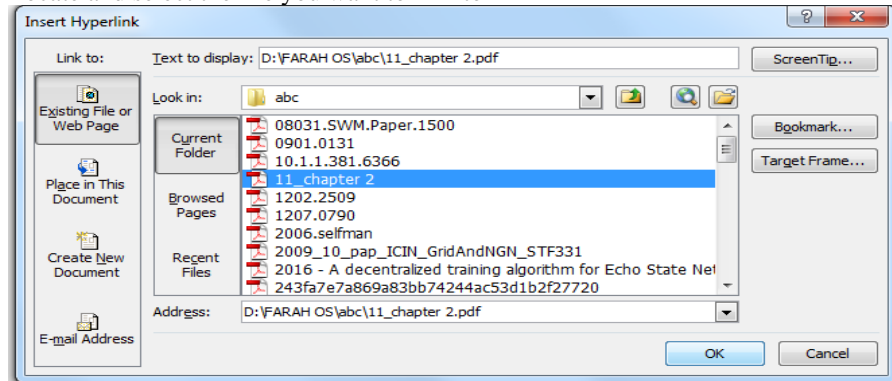 Insert Hyperlink
Link to:
Text to display: D:\FARAH OS\abc\11_chapter 2.pdf
ScreenTip...
Existing File or
Web Page
Look in:
abc
Current
Folder
Browsed
Pages
Recent
Files
08031.SWM.Paper.1500
0901.0131
10.1.1.381.6366
11_chapter 2
1202.2509
1207.0790
2006.selfman
2009_10_pap_ICIN_GridAndNGN_STF331
2016 - A decentralized training algorithm for Echo State Net
243fa7e7a869a83bb74244ac53d1b2f27720
Bookmark...
Target Frame...
Place in This
Document
Create New
Document
E-mail Address
Address:
D:\FARAH OS\abc\11_chapter 2.pdf
OK
Cancel